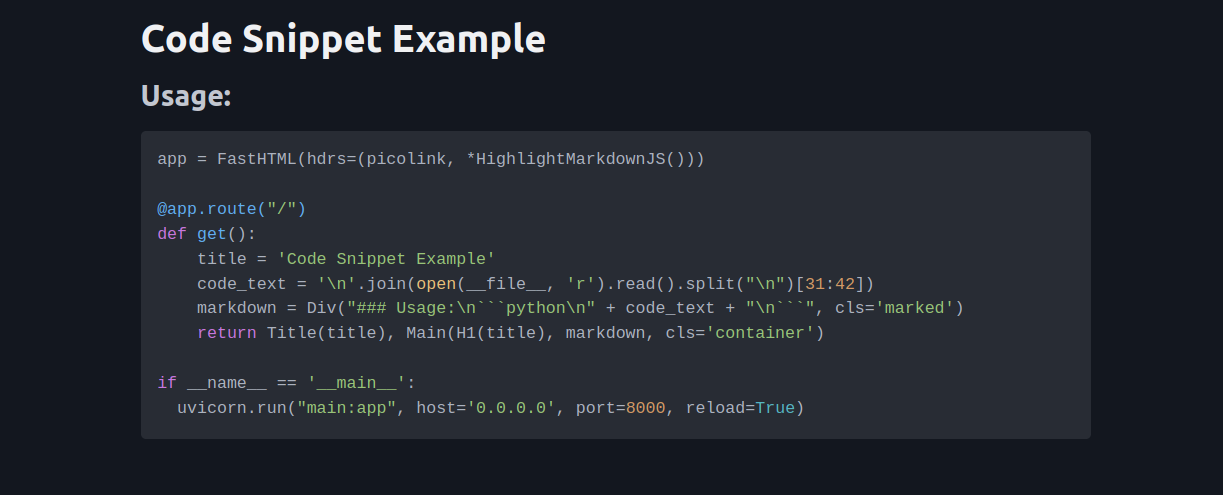 Code Snippet Example
Usage:
app = FastHTML(hdrs=(picolink, *HighlightMarkdownJS()))
@app.route("/")
def get():
    title = 'Code Snippet Example'
    code_text = '\n'.join(open(__file__, 'r').read().split("\n")[31:42])
    markdown = Div("### Usage:\n```python\n" + code_text + "\n```", cls='marked')
    return Title(title), Main(H1(title), markdown, cls='container')
if __name__ == '__main__':
  uvicorn.run("main:app", host='0.0.0.0', port=8000, reload=True)